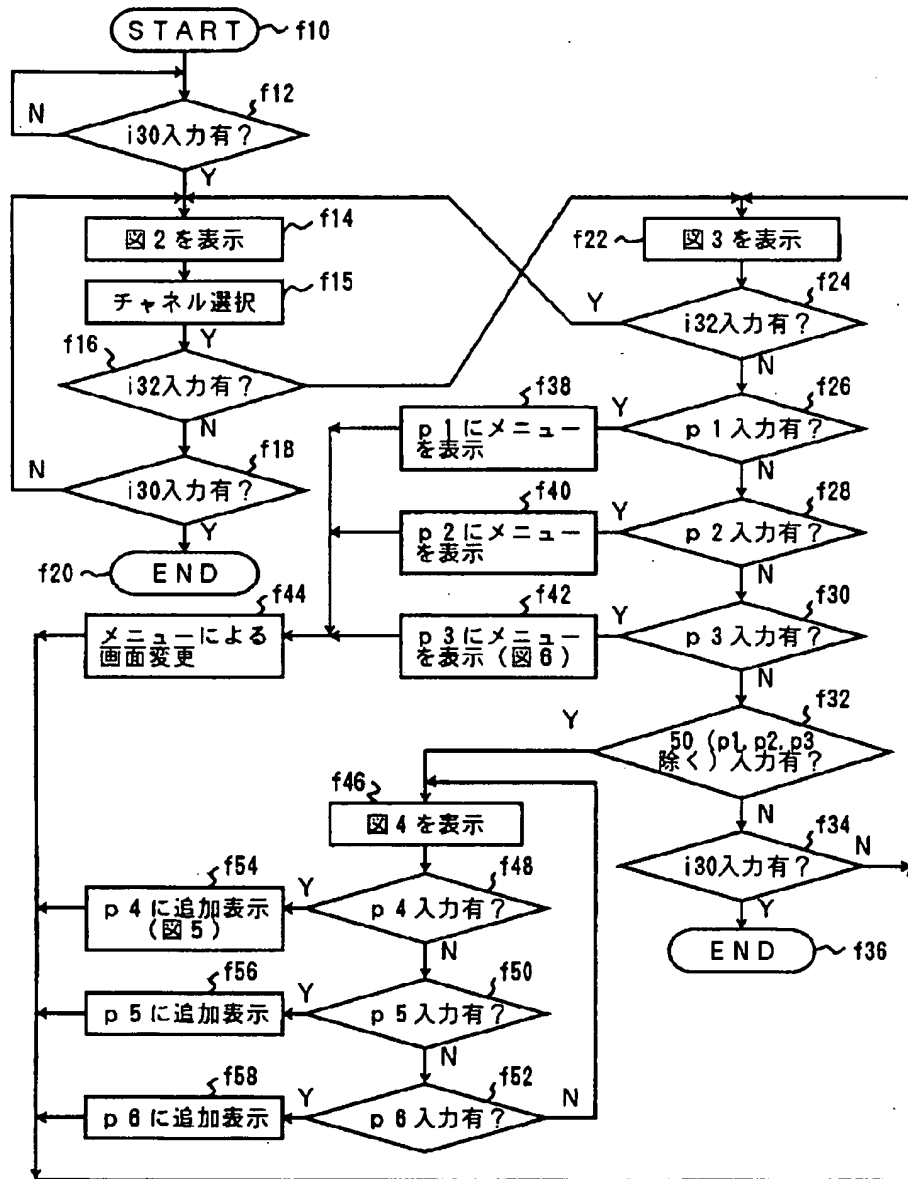 START
f10
f12
N
i30入力有?
Y
f14
図2を表示
f15
チャネル選択
Y
f16
i32入力有?
N
f18
N
i30入力有?
Y
f20
END
f22
図3を表示
f24
Y
i32入力有?
N
f26
Y
p1入力有?
N
f38
p1にメニュー
を表示
f28
Y
p2入力有?
N
f40
p2にメニュー
を表示
f30
Y
p3入力有?
N
f42
p3にメニュー
を表示(図6)
f44
メニューによる
画面変更
f32
Y
50(p1,p2,p3
除く)入力有?
N
f34
i30入力有?
N
Y
END
f36
f46
図4を表示
f48
Y
p4入力有?
N
f54
p4に追加表示
(図5)
f50
Y
p5入力有?
N
f56
p5に追加表示
f52
Y
p6入力有?
N
f58
p6に追加表示